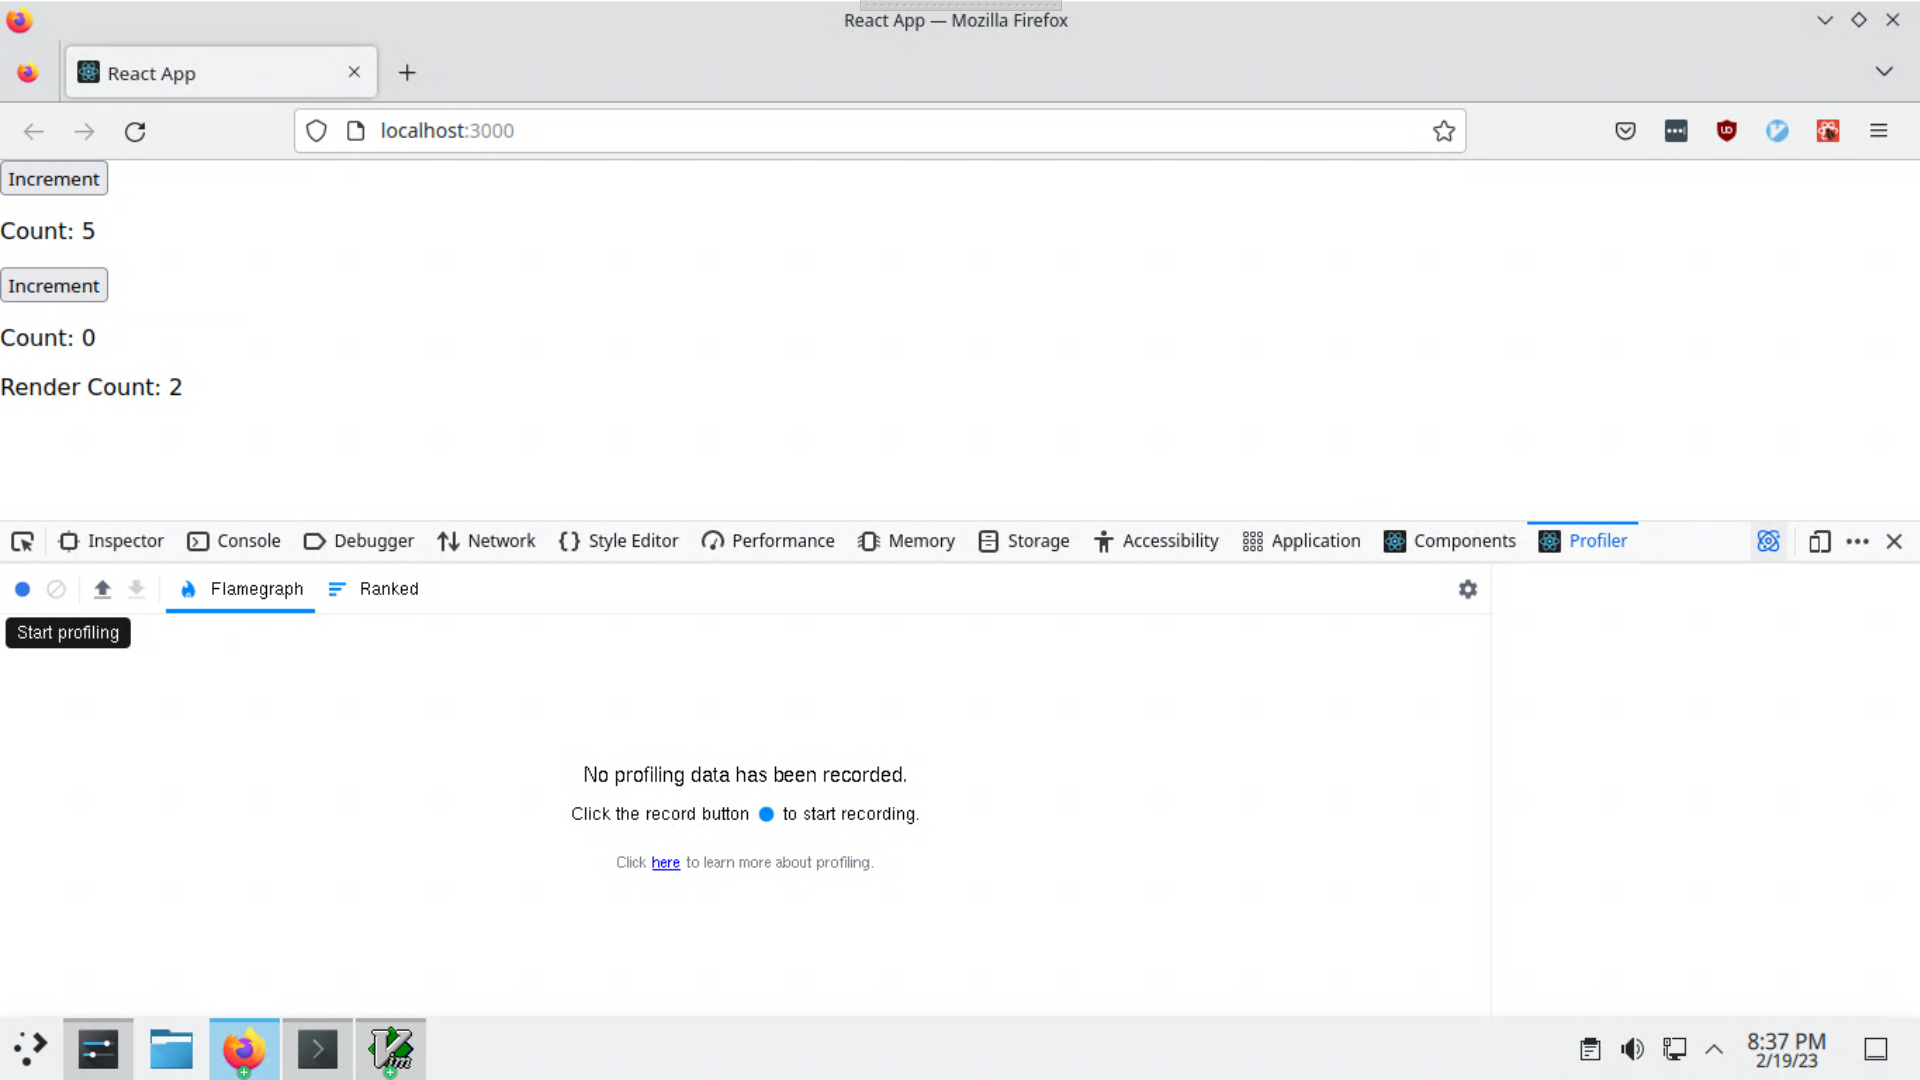 React App — Mozilla Firefox
React App
localhost:3000
Increment
Count: 5
Increment
Count: 0
Render Count: 2
Inspector Console Debugger Network Style Editor Performance Memory Storage Accessibility Application Components Profiler
Flamegraph Ranked
Start profiling
No profiling data has been recorded.
Click the record button to start recording.
Click here to learn more about profiling.
8:37 PM
2/19/23